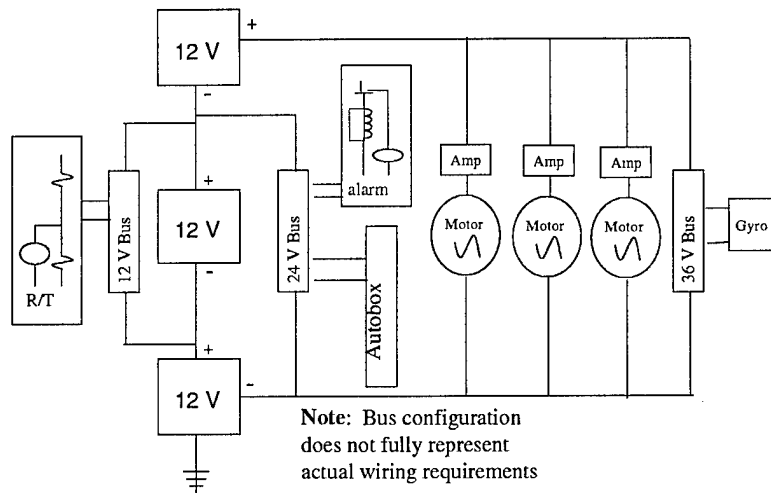 +
12 V
-
alarm
+
12 V
-
12 V Bus
R/T
24 V Bus
Autobox
Amp
Amp
Amp
Motor
Motor
Motor
36 V Bus
Gyro
+
12 V
-
Note: Bus configuration
does not fully represent
actual wiring requirements